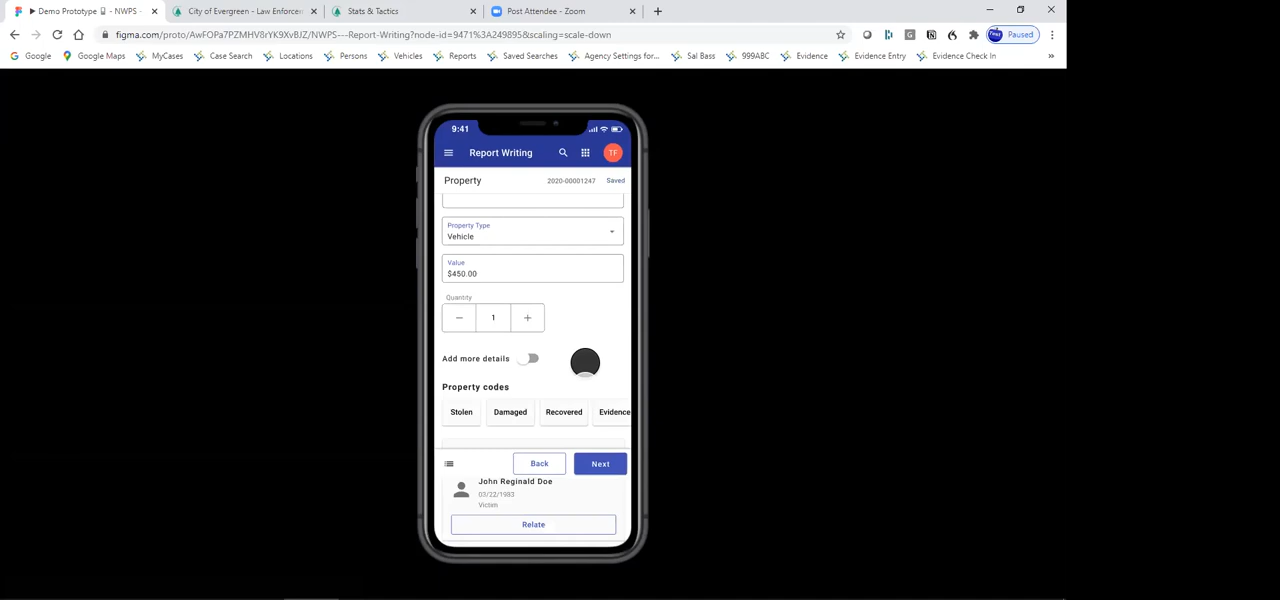 Demo Prototype - NWPS -
City of Evergreen - Law Enforcem
Stats & Tactics
Post Attendee - Zoom
figma.com/proto/AwFOPa7PZMHV8rYK9XvBJZ/NWPS---Report-Writing?node-id=9471%3A249895&scaling=scale-down
Paused
Google
Google Maps
MyCases
Case Search
Locations
Persons
Vehicles
Reports
Saved Searches
Agency Settings for...
Sal Bass
999ABC
Evidence
Evidence Entry
Evidence Check In
»
9:41
Report Writing
TF
Property
2020-00001247
Saved
Property Type
Vehicle
Value
$450.00
Quantity
1
Add more details
Property codes
Stolen
Damaged
Recovered
Evidence
Back
Next
John Reginald Doe
03/22/1983
Victim
Relate